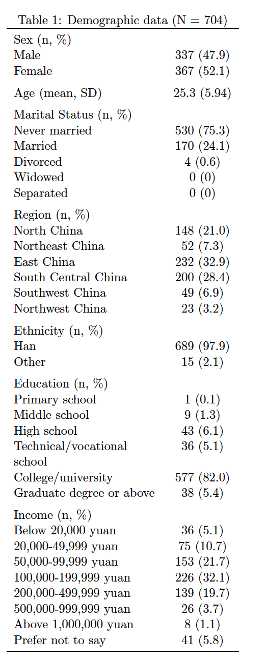 Table 1: Demographic data (N = 704)
Sex (n, %)
Male 337 (47.9)
Female 367 (52.1)
Age (mean, SD) 25.3 (5.94)
Marital Status (n, %)
Never married 530 (75.3)
Married 170 (24.1)
Divorced 4 (0.6)
Widowed 0 (0)
Separated 0 (0)
Region (n, %)
North China 148 (21.0)
Northeast China 52 (7.3)
East China 232 (32.9)
South Central China 200 (28.4)
Southwest China 49 (6.9)
Northwest China 23 (3.2)
Ethnicity (n, %)
Han 689 (97.9)
Other 15 (2.1)
Education (n, %)
Primary school 1 (0.1)
Middle school 9 (1.3)
High school 43 (6.1)
Technical/vocational 36 (5.1)
school
College/university 577 (82.0)
Graduate degree or above 38 (5.4)
Income (n, %)
Below 20,000 yuan 36 (5.1)
20,000-49,999 yuan 75 (10.7)
50,000-99,999 yuan 153 (21.7)
100,000-199,999 yuan 226 (32.1)
200,000-499,999 yuan 139 (19.7)
500,000-999,999 yuan 26 (3.7)
Above 1,000,000 yuan 8 (1.1)
Prefer not to say 41 (5.8)